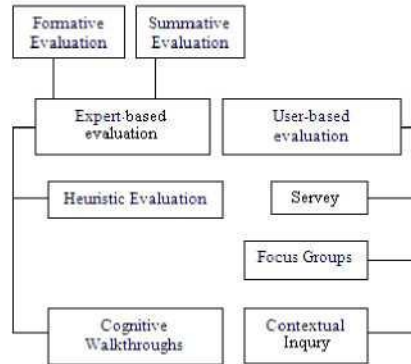 Formative
Evaluation
Summative
Evaluation
Expert-based
evaluation
User-based
evaluation
Heuristic Evaluation
Servey
Focus Groups
Cognitive
Walkthroughs
Contextual
Inqury